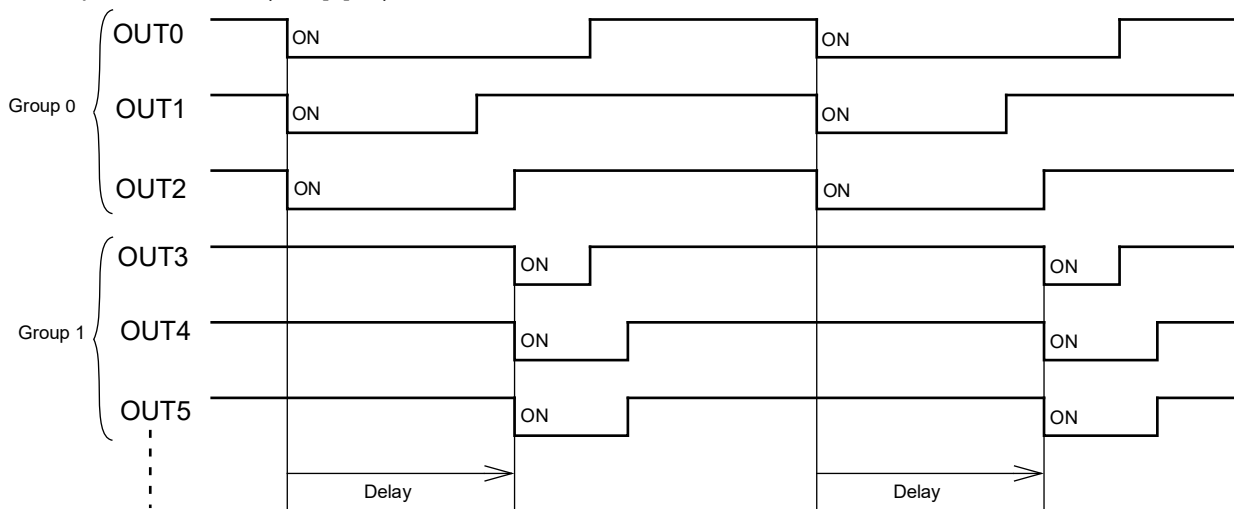 OUT0 ON ON
Group 0 OUT1 ON ON
OUT2 ON ON
OUT3 ON ON
Group 1 OUT4 ON ON
OUT5 ON ON
Delay Delay